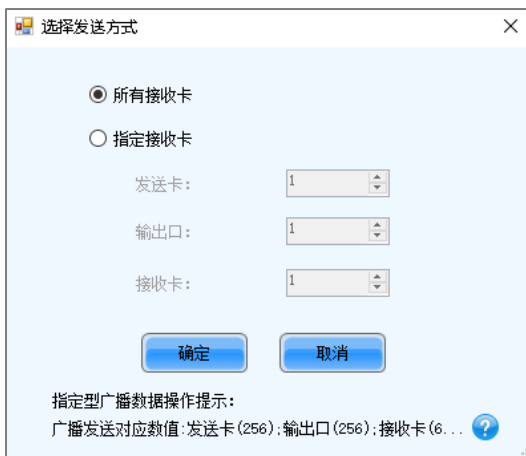 选择发送方式
所有接收卡
指定接收卡
发送卡: 1
输出口: 1
接收卡: 1
确定 取消
指定型广播数据操作提示:
广播发送对应数值:发送卡(256);输出口(256);接收卡(6...